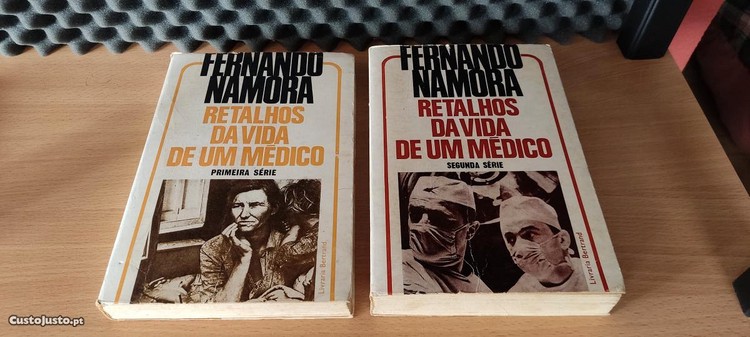 FERNANDO
NAMORA
RETALHOS
DA VIDA
DE UM MÉDICO
PRIMEIRA SÉRIE
Livraria Bertrand
FERNANDO
NAMORA
RETALHOS
DA VIDA
DE UM MÉDICO
SEGUNDA SÉRIE
Livraria Bertrand
CustoJusto.pt